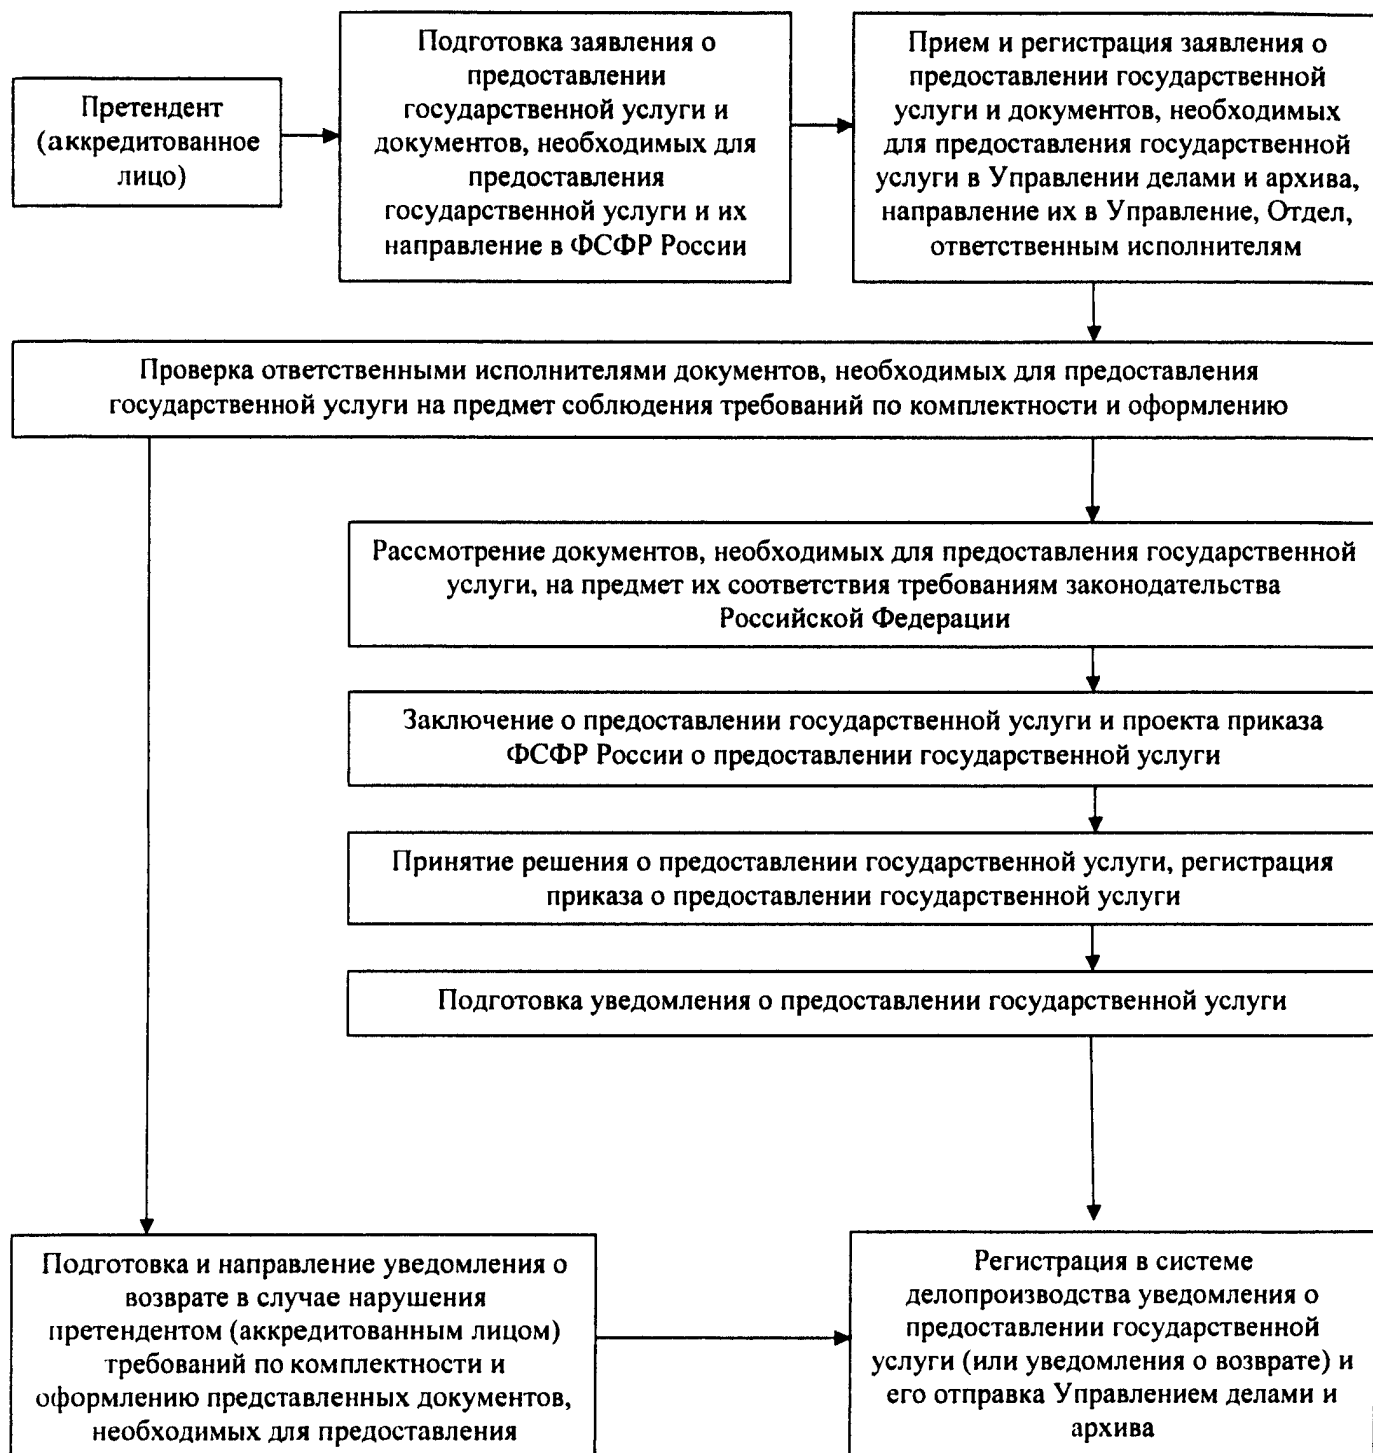 Претендент
(аккредитованное
лицо)
Подготовка заявления о
предоставлении
государственной услуги и
документов, необходимых для
предоставления
государственной услуги и их
направление в ФСФР России
Прием и регистрация заявления о
предоставлении государственной
услуги и документов, необходимых
для предоставления государственной
услуги в Управлении делами и архива,
направление их в Управление, Отдел,
ответственным исполнителям
Проверка ответственными исполнителями документов, необходимых для предоставления
государственной услуги на предмет соблюдения требований по комплектности и оформлению
Рассмотрение документов, необходимых для предоставления государственной
услуги, на предмет их соответствия требованиям законодательства
Российской Федерации
Заключение о предоставлении государственной услуги и проекта приказа
ФСФР России о предоставлении государственной услуги
Принятие решения о предоставлении государственной услуги, регистрация
приказа о предоставлении государственной услуги
Подготовка уведомления о предоставлении государственной услуги
Подготовка и направление уведомления о
возврате в случае нарушения
претендентом (аккредитованным лицом)
требований по комплектности и
оформлению представленных документов,
необходимых для предоставления
Регистрация в системе
делопроизводства уведомления о
предоставлении государственной
услуги (или уведомления о возврате) и
его отправка Управлением делами и
архива